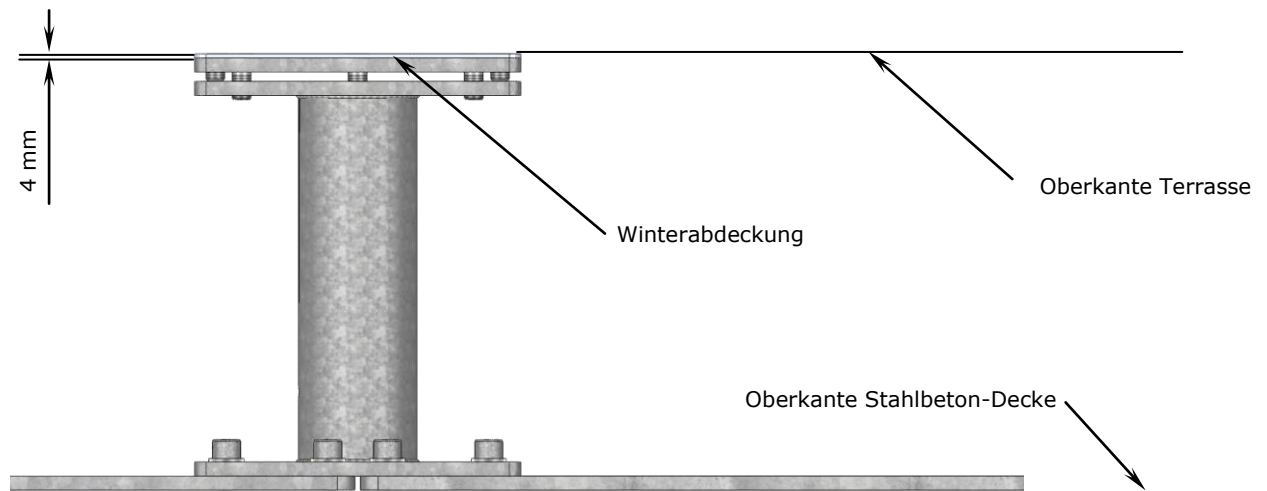 4 mm
Oberkante Terrasse
Winterabdeckung
Oberkante Stahlbeton-Decke